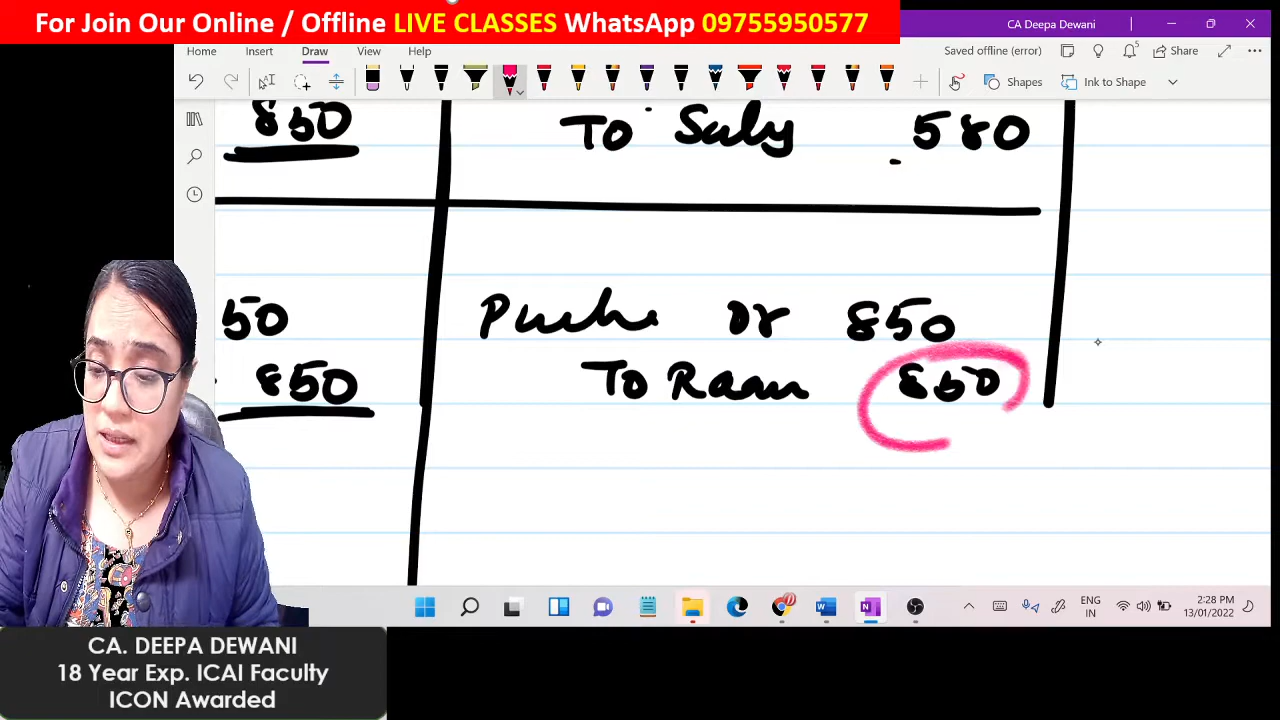 For Join Our Online / Offline LIVE CLASSES WhatsApp 09755950577
CA Deepa Dewani
Home Insert Draw View Help
Saved offline (error)
5
Share
Shapes
Ink to Shape
850
To 580
50
or 850
850
To Raam 850
ENG
IN
2:28 PM
13/01/2022
CA. DEEPA DEWANI
18 Year Exp. ICAI Faculty
ICON Awarded